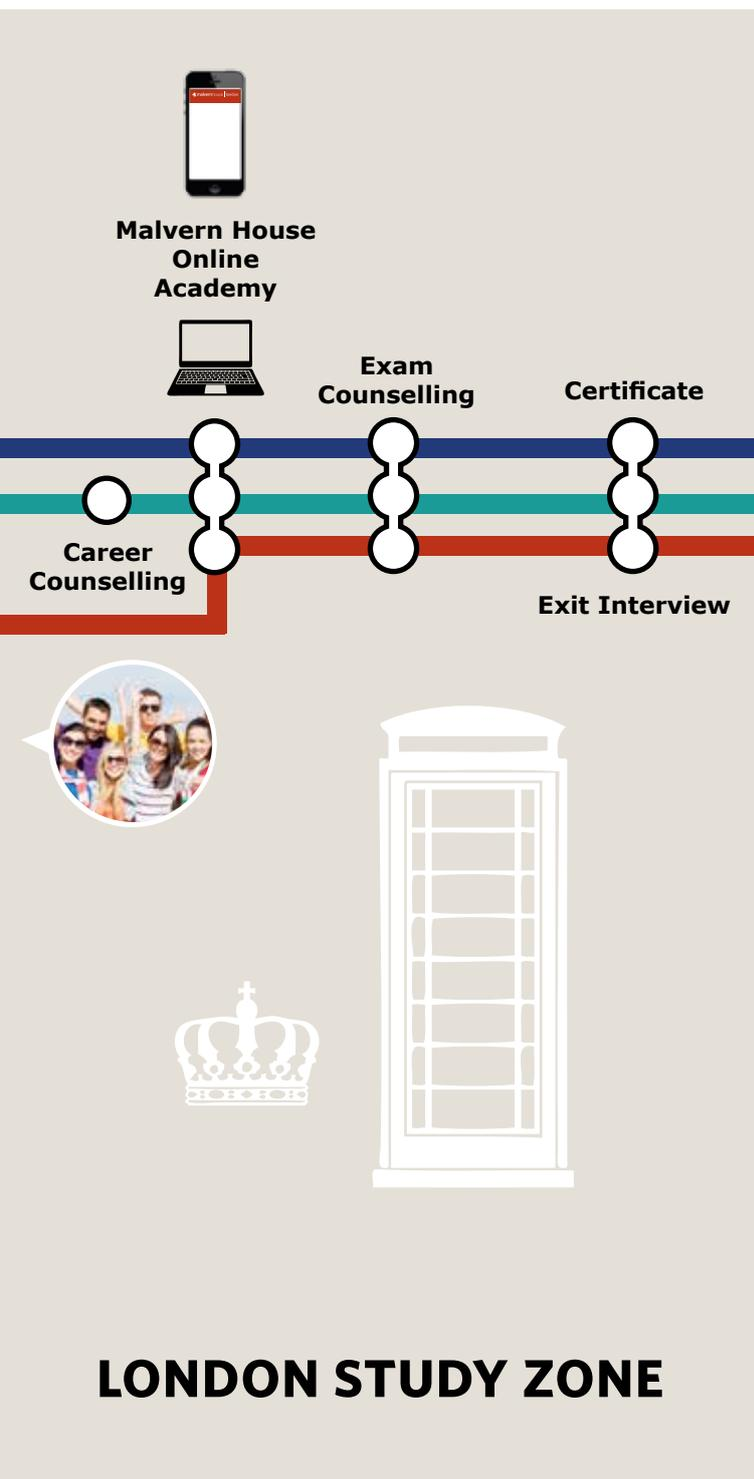 Malvern House
Online
Academy
Exam
Counselling
Certificate
Career
Counselling
Exit Interview
LONDON STUDY ZONE